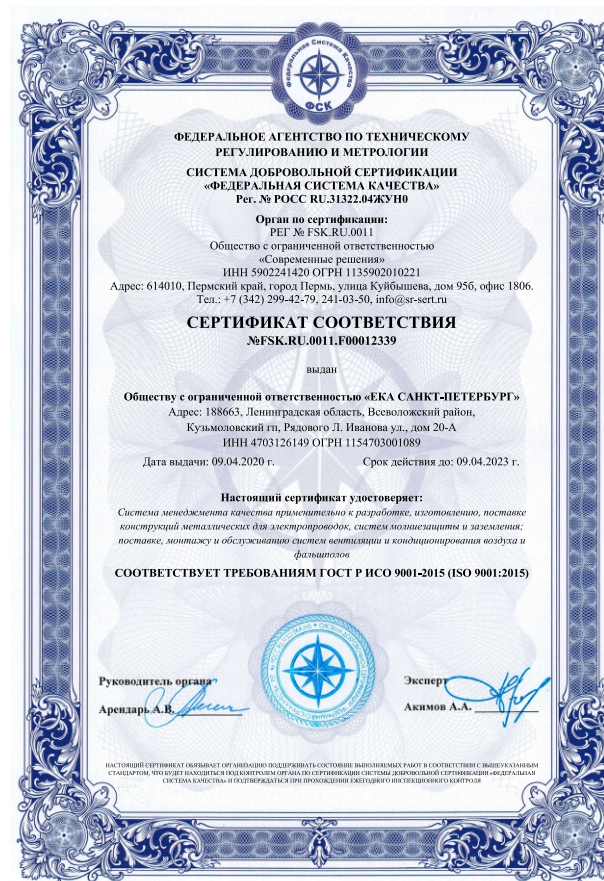 Федеральная Система Качества
ФСК
ФЕДЕРАЛЬНОЕ АГЕНТСТВО ПО ТЕХНИЧЕСКОМУ
РЕГУЛИРОВАНИЮ И МЕТРОЛОГИИ
СИСТЕМА ДОБРОВОЛЬНОЙ СЕРТИФИКАЦИИ
«ФЕДЕРАЛЬНАЯ СИСТЕМА КАЧЕСТВА»
Рег. № РОСС RU.31322.04ЖУН0
Орган по сертификации:
РЕГ № FSK.RU.0011
Общество с ограниченной ответственностью
«Современные решения»
ИНН 5902241420 ОГРН 1135902010221
Адрес: 614010, Пермский край, город Пермь, улица Куйбышева, дом 95б, офис 1806.
Тел.: +7 (342) 299-42-79, 241-03-50, info@sr-sert.ru
СЕРТИФИКАТ СООТВЕТСТВИЯ
№FSK.RU.0011.F00012339
выдан
Обществу с ограниченной ответственностью «ЕКА САНКТ-ПЕТЕРБУРГ»
Адрес: 188663, Ленинградская область, Всеволожский район,
Кузьмоловский гп, Рядового Л. Иванова ул., дом 20-А
ИНН 4703126149 ОГРН 1154703001089
Дата выдачи: 09.04.2020 г. Срок действия до: 09.04.2023 г.
Настоящий сертификат удостоверяет:
Система менеджмента качества применительно к разработке, изготовлению, поставке
конструкций металлических для электропроводок, систем молниезащиты и заземления;
поставке, монтажу и обслуживанию систем вентиляции и кондиционирования воздуха и
фальшполов
СООТВЕТСТВУЕТ ТРЕБОВАНИЯМ ГОСТ Р ИСО 9001-2015 (ISO 9001:2015)
Руководитель органа
Арендарь А.В.
Эксперт
Акимов А.А.
НАСТОЯЩИЙ СЕРТИФИКАТ ОБЯЗЫВАЕТ ОРГАНИЗАЦИЮ ПОДДЕРЖИВАТЬ СОСТОЯНИЕ ВЫПОЛНЯЕМЫХ РАБОТ В СООТВЕТСТВИИ С ВЫШЕУКАЗАННЫМ
СТАНДАРТОМ, ЧТО БУДЕТ НАХОДИТЬСЯ ПОД КОНТРОЛЕМ ОРГАНА ПО СЕРТИФИКАЦИИ СИСТЕМЫ ДОБРОВОЛЬНОЙ СЕРТИФИКАЦИИ «ФЕДЕРАЛЬНАЯ
СИСТЕМА КАЧЕСТВА» И ПОДТВЕРЖДАТЬСЯ ПРИ ПРОХОЖДЕНИИ ЕЖЕГОДНОГО ИНСПЕКЦИОННОГО КОНТРОЛЯ